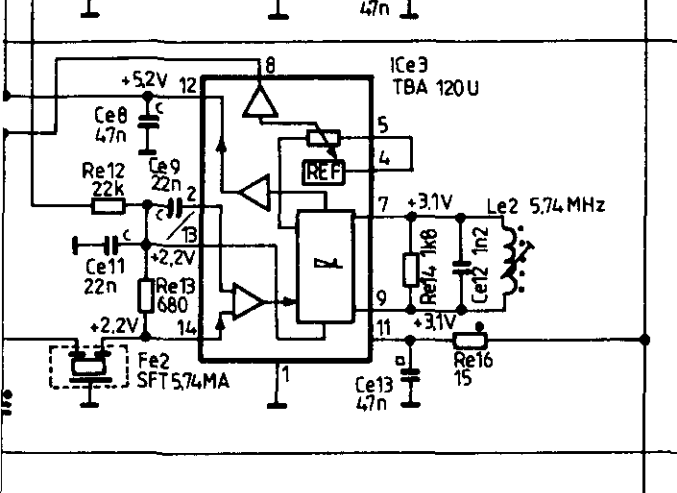 47n
8
ICe3
TBA 120U
+5,2V
12
Ce8
47n
c
5
4
REF
Re12
22k
Ce9
22n
2
c
13
7
+3,1V
Le2 5,74MHz
Re14 1k8
Ce12 1n2
c
Ce11
22n
+2,2V
Re13
680
9
+3,1V
+2,2V
14
11
Re16
15
Fe2
SFT5,74MA
1
Ce13
47n